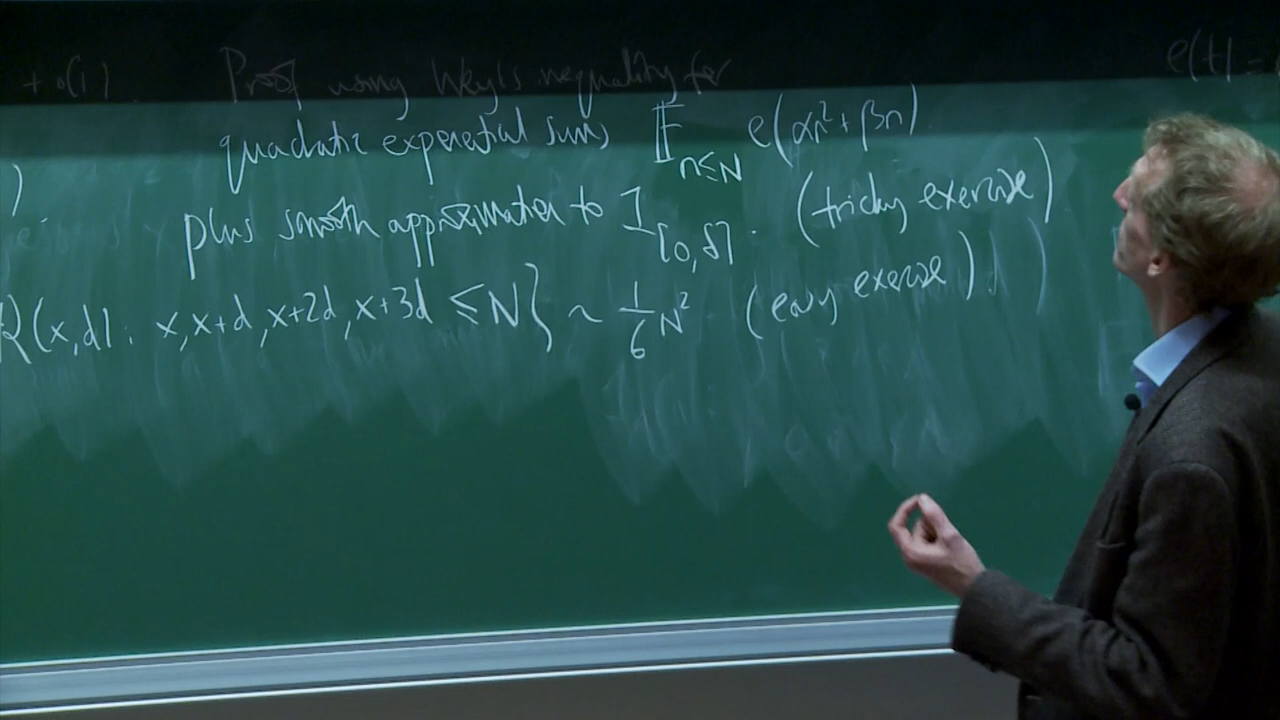 + o(1). Proof using Weyl's inequality for e(t) =
quadratic exponential sums 𝔼_{n≤N} e(αn² + βn).
) plus smooth approximation to 1_{[0,δ]}. (tricky exercise)
{(x,d): x, x+d, x+2d, x+3d ≤ N} ~ 1/6 N² (easy exercise)